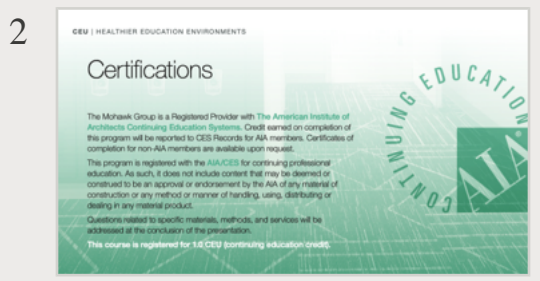 2
CEU | HEALTHIER EDUCATION ENVIRONMENTS
Certifications
The Mohawk Group is a Registered Provider with The American Institute of
Architects Continuing Education Systems. Credit earned on completion of
this program will be reported to CES Records for AIA members. Certificates of
completion for non-AIA members are available upon request.
This program is registered with the AIA/CES for continuing professional
education. As such, it does not include content that may be deemed or
construed to be an approval or endorsement by the AIA of any material of
construction or any method or manner of handling, using, distributing or
dealing in any material product.
Questions related to specific materials, methods, and services will be
addressed at the conclusion of the presentation.
This course is registered for 1.0 CEU (continuing education credit).
CONTINUING EDUCATION
AIA